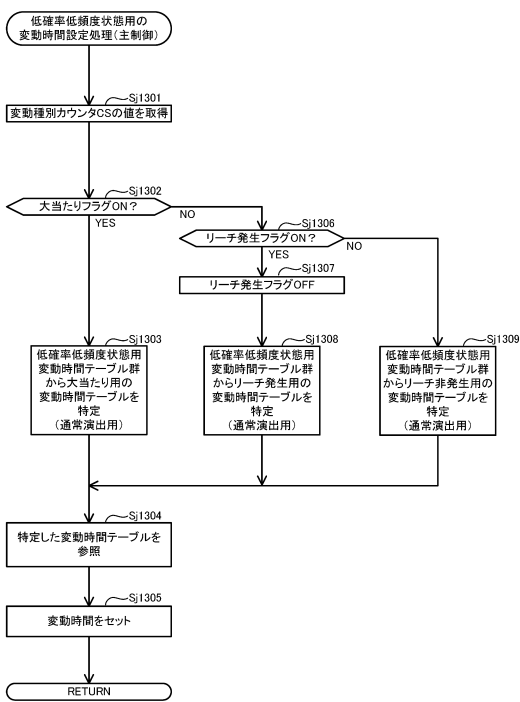 低確率低頻度状態用の
変動時間設定処理(主制御)
Sj1301
変動種別カウンタCSの値を取得
Sj1302
大当たりフラグON?
YES
NO
Sj1306
リーチ発生フラグON?
YES
NO
Sj1307
リーチ発生フラグOFF
Sj1303
低確率低頻度状態用
変動時間テーブル群
から大当たり用の
変動時間テーブルを
特定
(通常演出用)
Sj1308
低確率低頻度状態用
変動時間テーブル群
からリーチ発生用の
変動時間テーブルを
特定
(通常演出用)
Sj1309
低確率低頻度状態用
変動時間テーブル群
からリーチ非発生用の
変動時間テーブルを
特定
(通常演出用)
Sj1304
特定した変動時間テーブルを
参照
Sj1305
変動時間をセット
RETURN